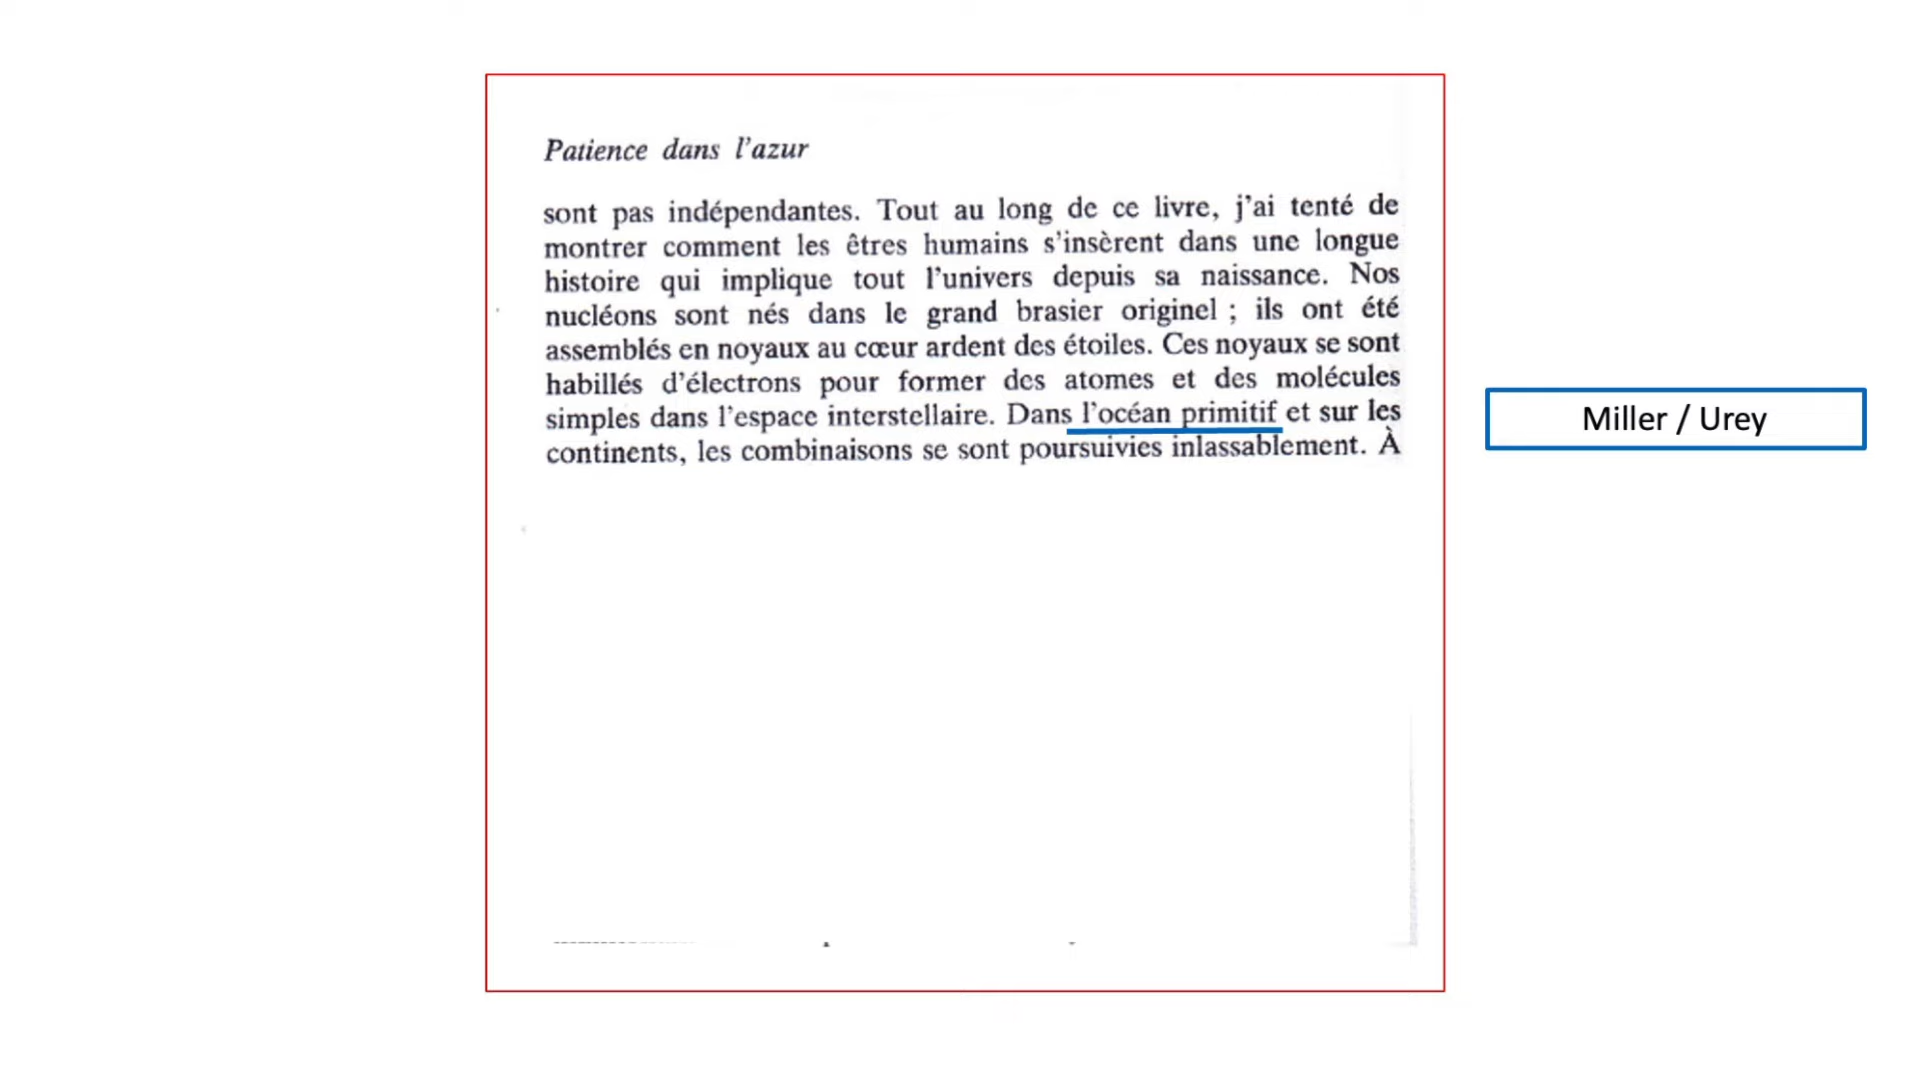 Patience dans l'azur
sont pas indépendantes. Tout au long de ce livre, j'ai tenté de
montrer comment les êtres humains s'insèrent dans une longue
histoire qui implique tout l'univers depuis sa naissance. Nos
nucléons sont nés dans le grand brasier originel ; ils ont été
assemblés en noyaux au cœur ardent des étoiles. Ces noyaux se sont
habillés d'électrons pour former des atomes et des molécules
simples dans l'espace interstellaire. Dans l'océan primitif et sur les
continents, les combinaisons se sont poursuivies inlassablement. À
Miller / Urey